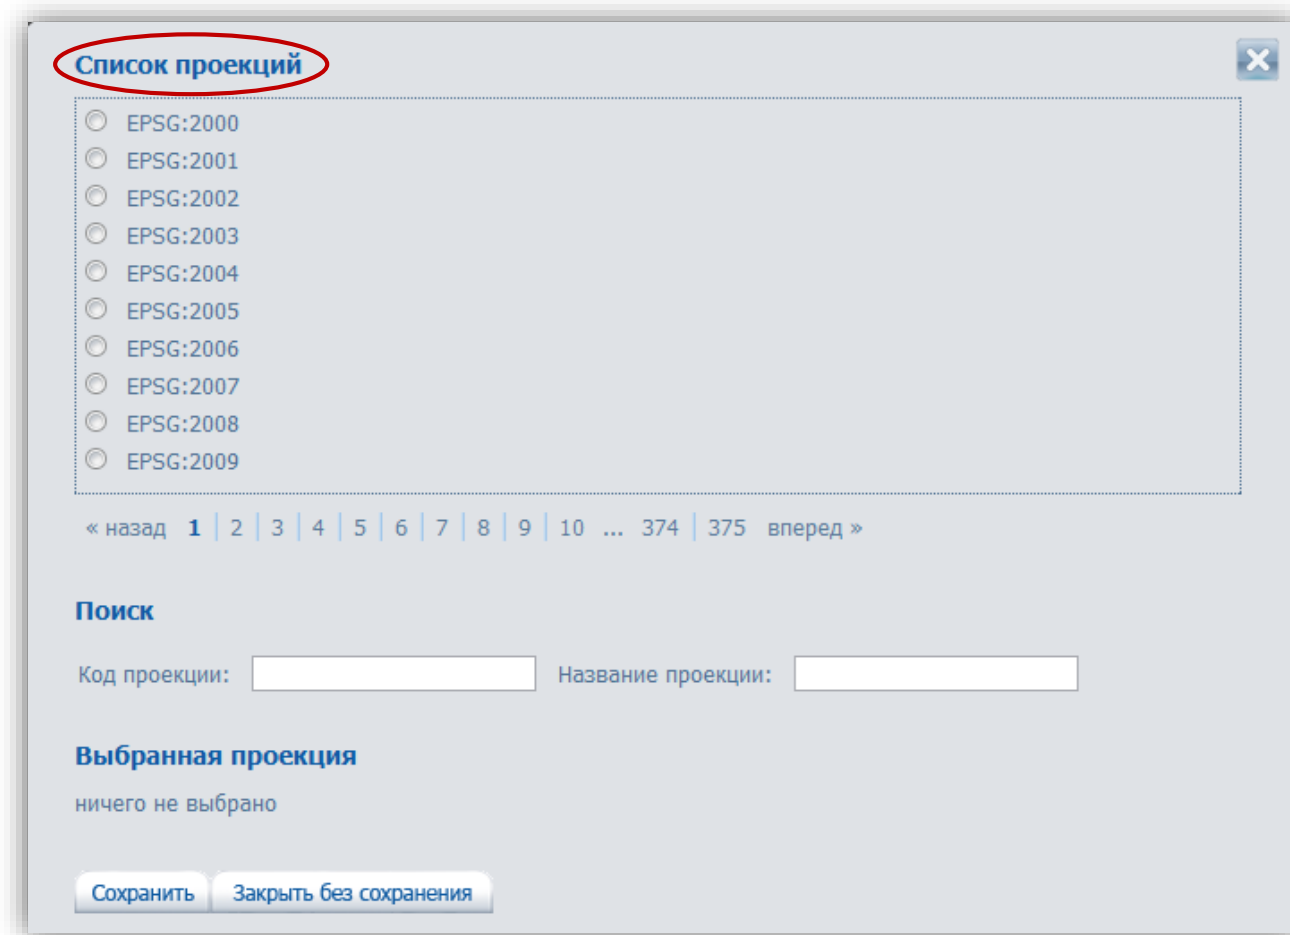 Список проекций
EPSG:2000
EPSG:2001
EPSG:2002
EPSG:2003
EPSG:2004
EPSG:2005
EPSG:2006
EPSG:2007
EPSG:2008
EPSG:2009
« назад 1 2 3 4 5 6 7 8 9 10 ... 374 375 вперед »
Поиск
Код проекции: Название проекции:
Выбранная проекция
ничего не выбрано
Сохранить Закрыть без сохранения